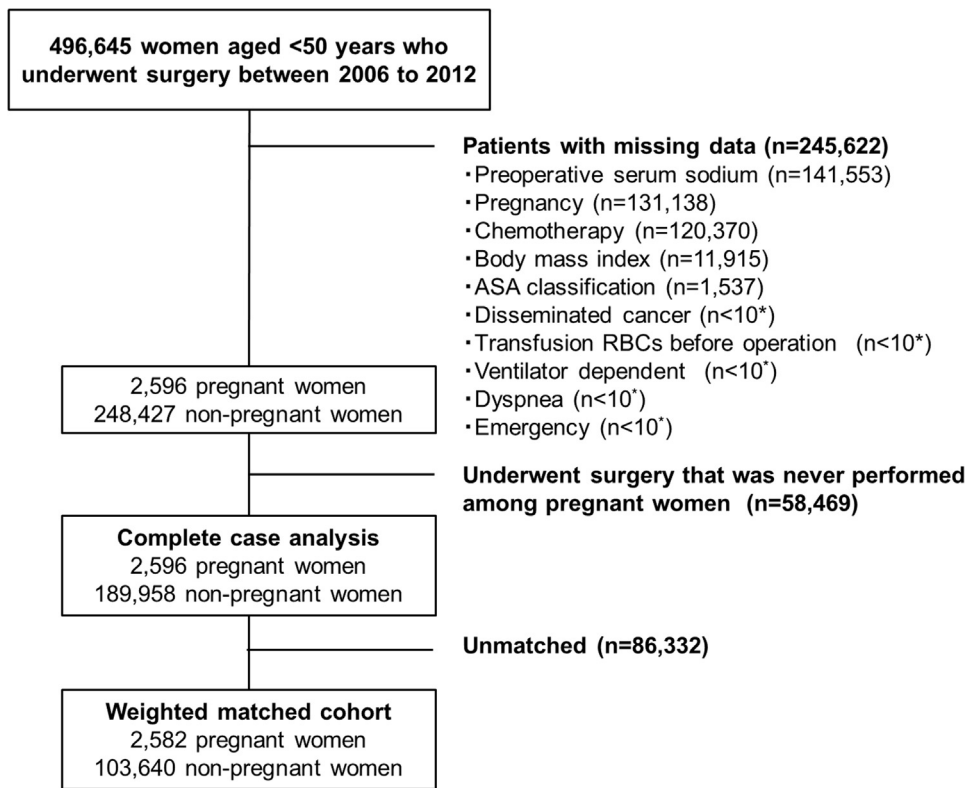 496,645 women aged <50 years who
underwent surgery between 2006 to 2012
Patients with missing data (n=245,622)
・Preoperative serum sodium (n=141,553)
・Pregnancy (n=131,138)
・Chemotherapy (n=120,370)
・Body mass index (n=11,915)
・ASA classification (n=1,537)
・Disseminated cancer (n<10*)
・Transfusion RBCs before operation (n<10*)
・Ventilator dependent (n<10*)
・Dyspnea (n<10*)
・Emergency (n<10*)
2,596 pregnant women
248,427 non-pregnant women
Underwent surgery that was never performed
among pregnant women (n=58,469)
Complete case analysis
2,596 pregnant women
189,958 non-pregnant women
Unmatched (n=86,332)
Weighted matched cohort
2,582 pregnant women
103,640 non-pregnant women